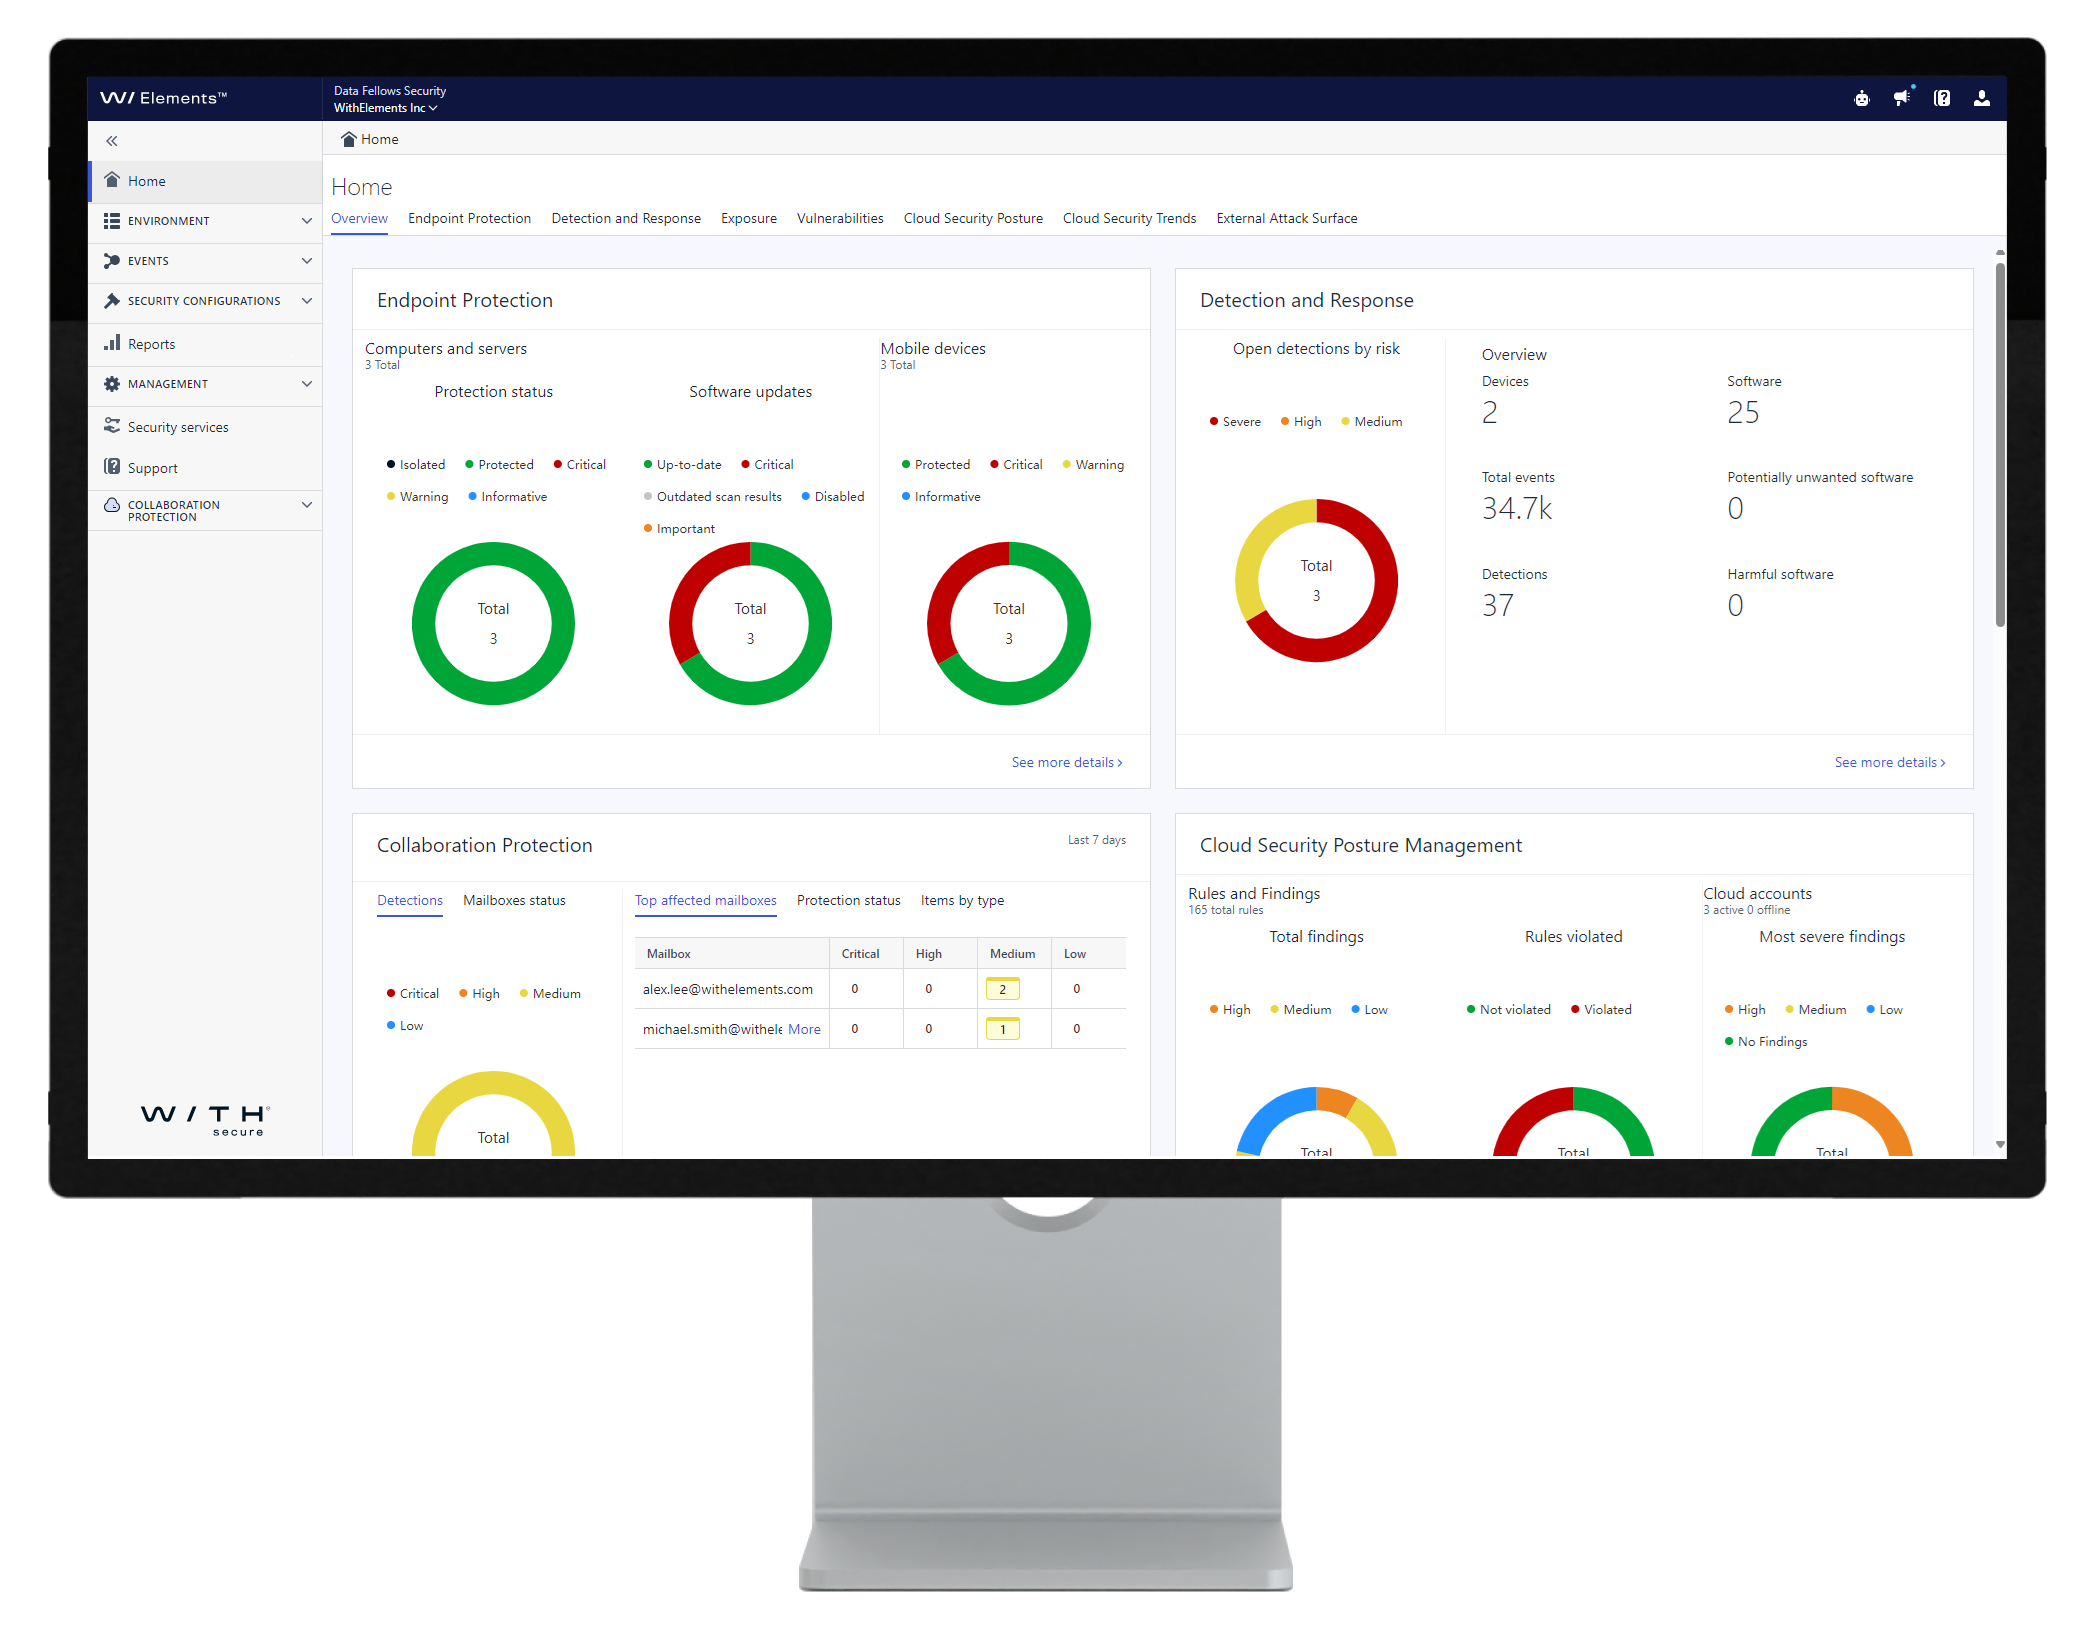 W/ Elements™
Data Fellows Security
WithElements Inc
Home
Home
ENVIRONMENT
EVENTS
SECURITY CONFIGURATIONS
Reports
MANAGEMENT
Security services
Support
COLLABORATION
PROTECTION
W / T H®
secure
Home
Overview Endpoint Protection Detection and Response Exposure Vulnerabilities Cloud Security Posture Cloud Security Trends External Attack Surface
Endpoint Protection
Computers and servers
3 Total
Protection status
Isolated Protected Critical
Warning Informative
Total
3
Software updates
Up-to-date Critical
Outdated scan results Disabled
Important
Total
3
Mobile devices
3 Total
Protected Critical Warning
Informative
Total
3
See more details
Detection and Response
Open detections by risk
Severe High Medium
Total
3
Overview
Devices Software
2 25
Total events Potentially unwanted software
34.7k 0
Detections Harmful software
37 0
See more details
Collaboration Protection
Last 7 days
Detections Mailboxes status
Critical High Medium
Low
Total
Top affected mailboxes Protection status Items by type
Mailbox Critical High Medium Low
alex.lee@withelements.com 0 0 2 0
michael.smith@withele More 0 0 1 0
Cloud Security Posture Management
Rules and Findings
165 total rules
Total findings
High Medium Low
Total
Rules violated
Not violated Violated
Total
Cloud accounts
3 active 0 offline
Most severe findings
High Medium Low
No Findings
Total